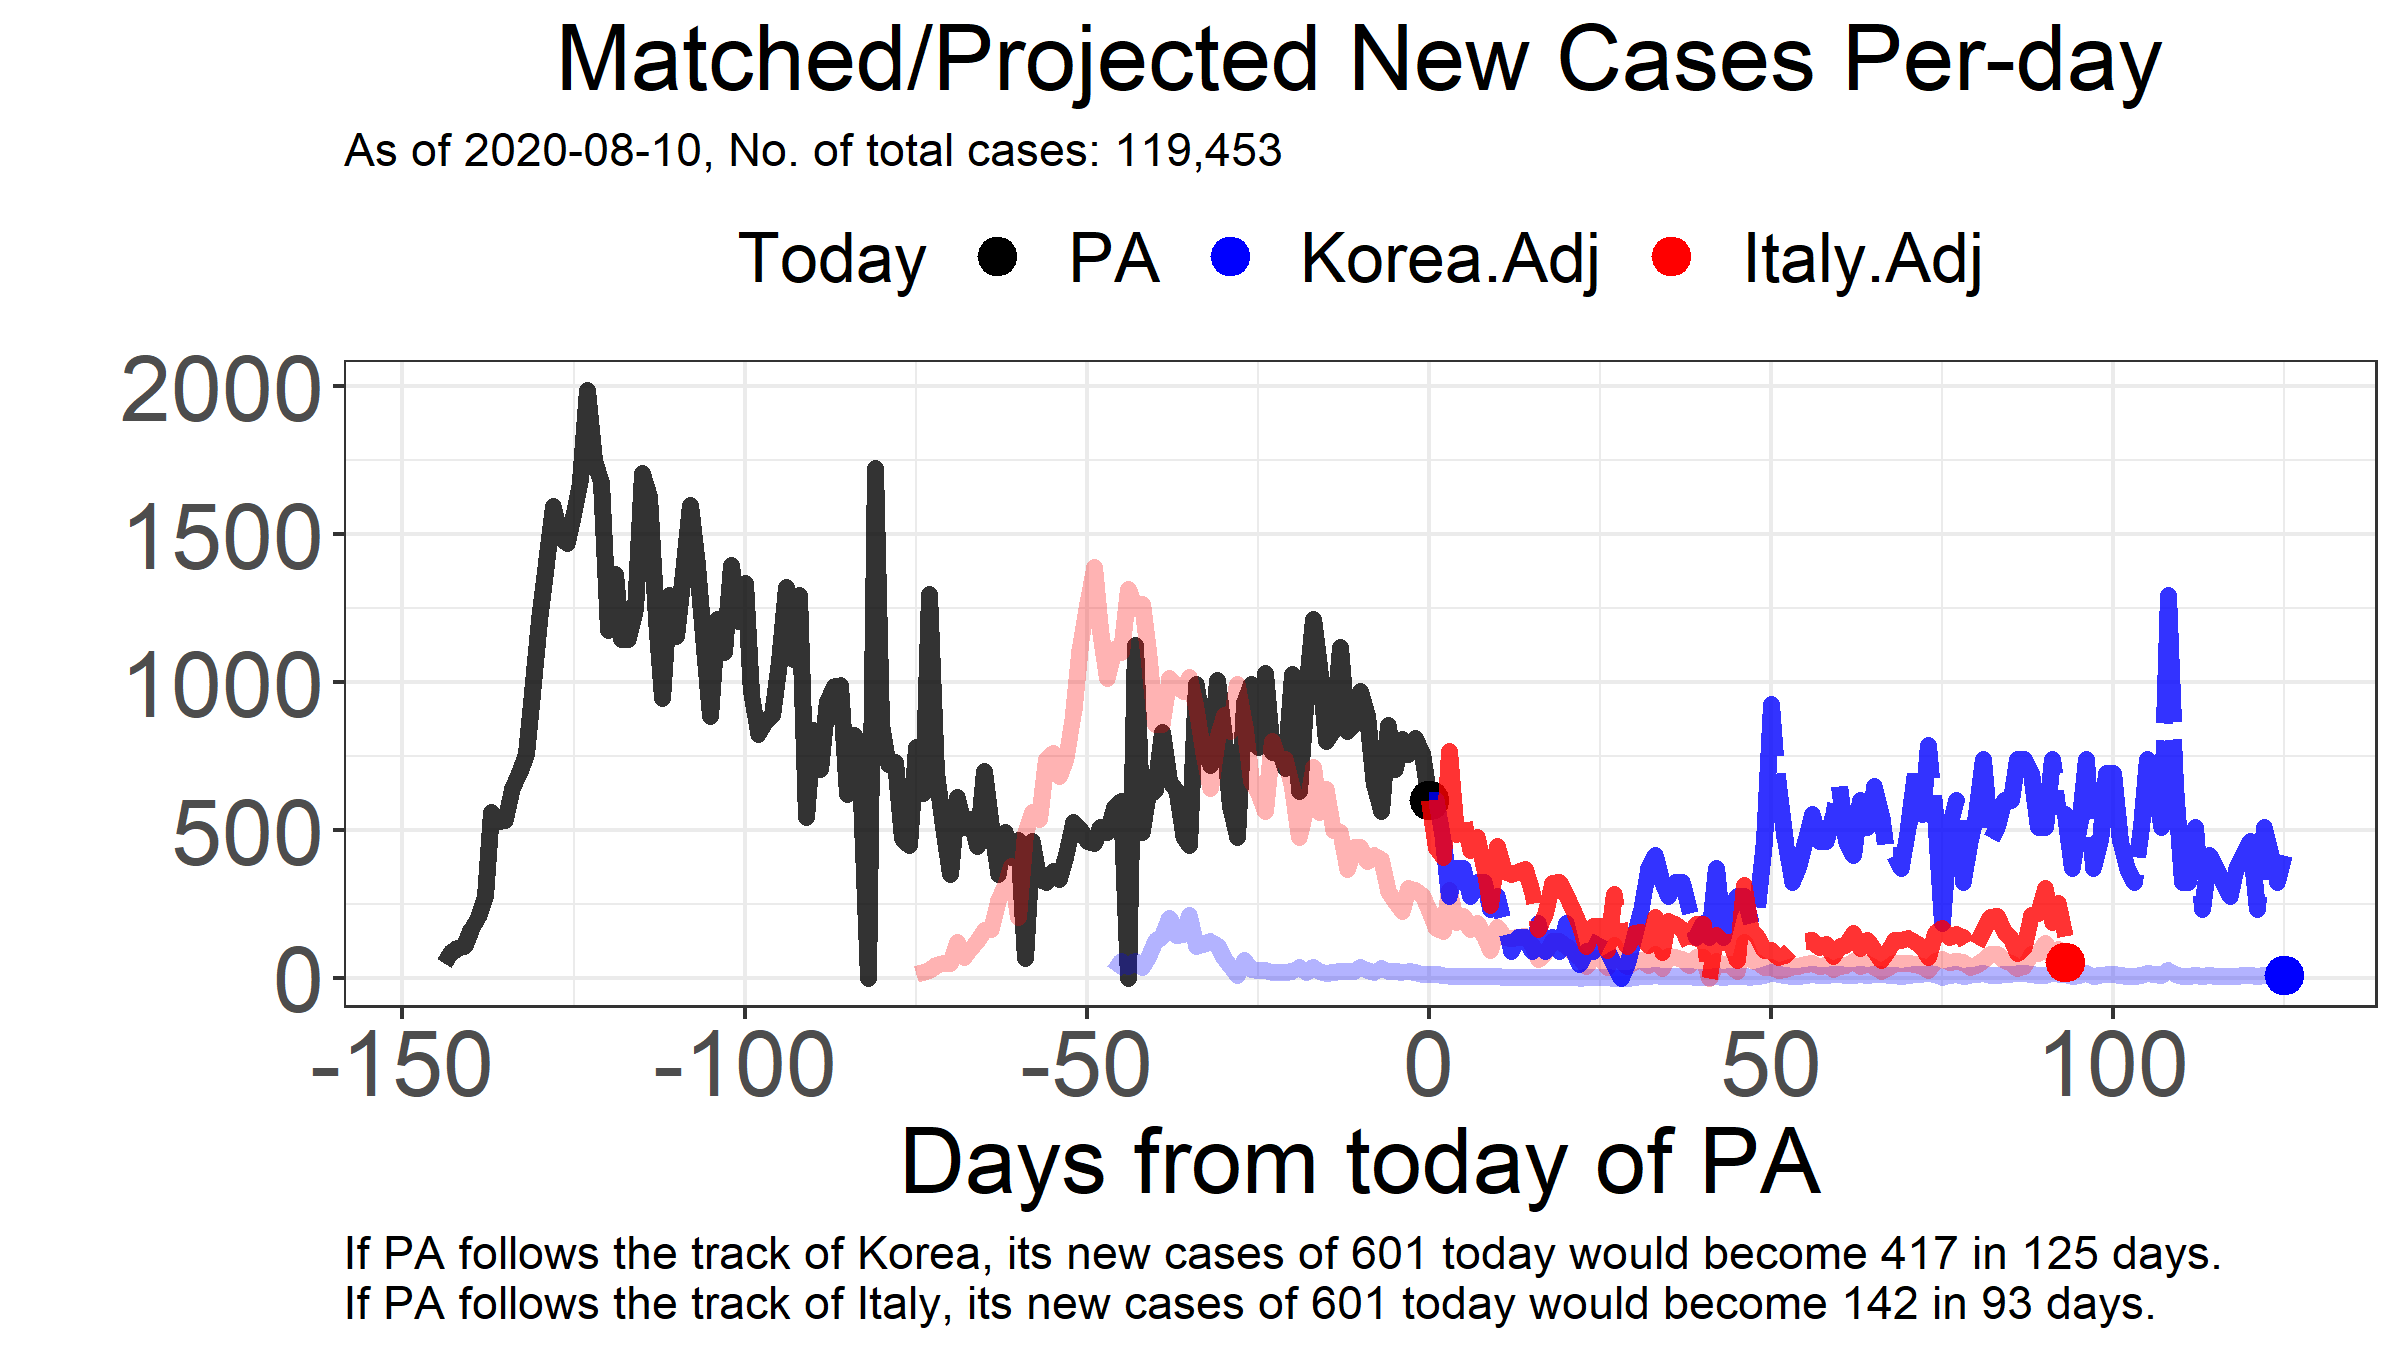 Matched/Projected New Cases Per-day
As of 2020-08-10, No. of total cases: 119,453
Today PA Korea.Adj Italy.Adj
2000
1500
1000
500
0
-150 -100 -50 0 50 100
Days from today of PA
If PA follows the track of Korea, its new cases of 601 today would become 417 in 125 days.
If PA follows the track of Italy, its new cases of 601 today would become 142 in 93 days.